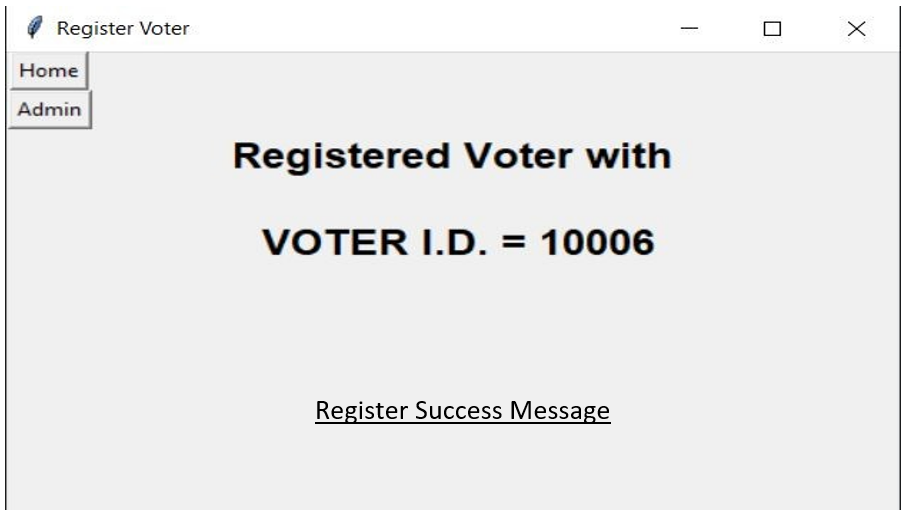 Register Voter
Home
Admin
Registered Voter with
VOTER I.D. = 10006
Register Success Message